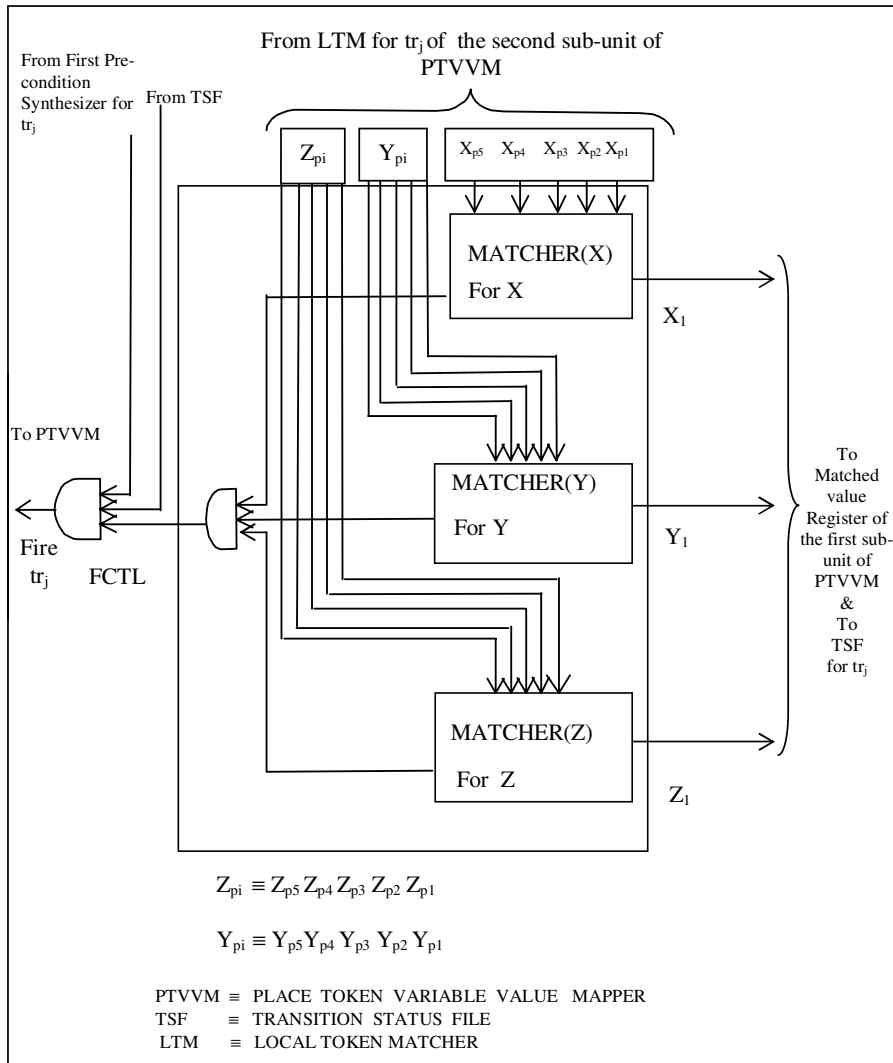 From LTM for trj of the second sub-unit of
PTVVM
From First Pre-
condition
Synthesizer for
trj
From TSF
Zpi
Ypi
Xp5 Xp4 Xp3 Xp2 Xp1
MATCHER(X)
For X
X1
To PTVVM
MATCHER(Y)
For Y
Y1
Fire
trj
FCTL
To
Matched
value
Register of
the first sub-
unit of
PTVVM
&
To
TSF
for trj
MATCHER(Z)
For Z
Z1
Zpi ≡ Zp5 Zp4 Zp3 Zp2 Zp1
Ypi ≡ Yp5 Yp4 Yp3 Yp2 Yp1
PTVVM ≡ PLACE TOKEN VARIABLE VALUE MAPPER
TSF ≡ TRANSITION STATUS FILE
LTM ≡ LOCAL TOKEN MATCHER